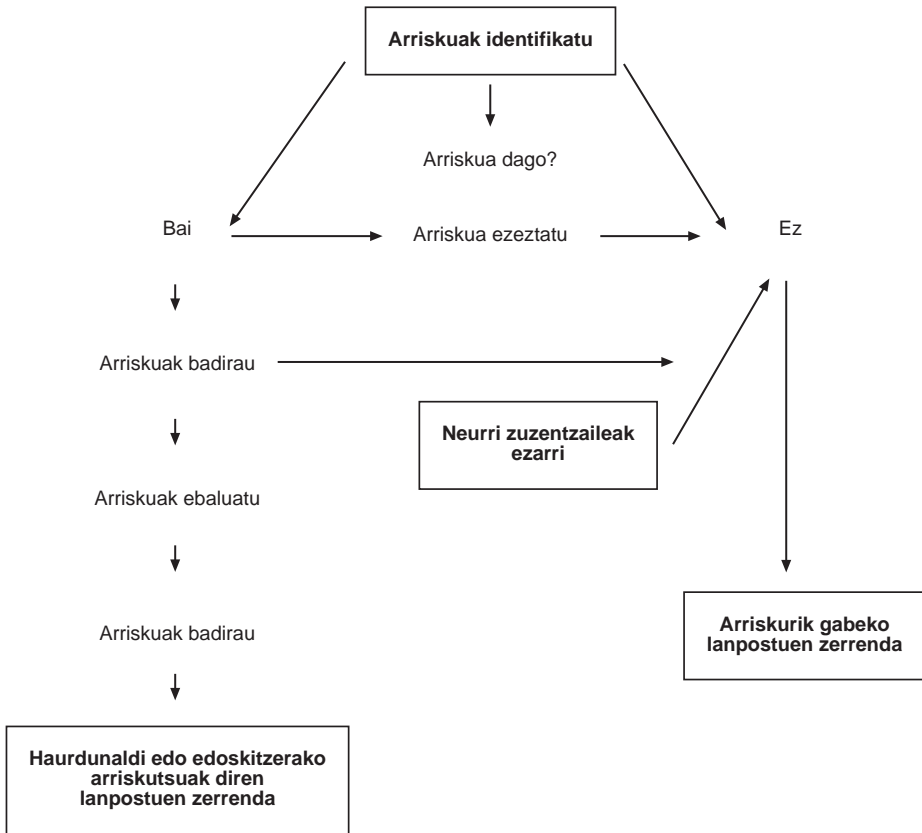 Arriskuak identifikatu
Arriskua dago?
Bai
Arriskua ezeztatu
Ez
Arriskuak badirau
Neurri zuzentzaileak
ezarri
Arriskuak ebaluatu
Arriskuak badirau
Arriskurik gabeko
lanpostuen zerrenda
Haurdunaldi edo edoskitzerako
arriskutsuak diren
lanpostuen zerrenda